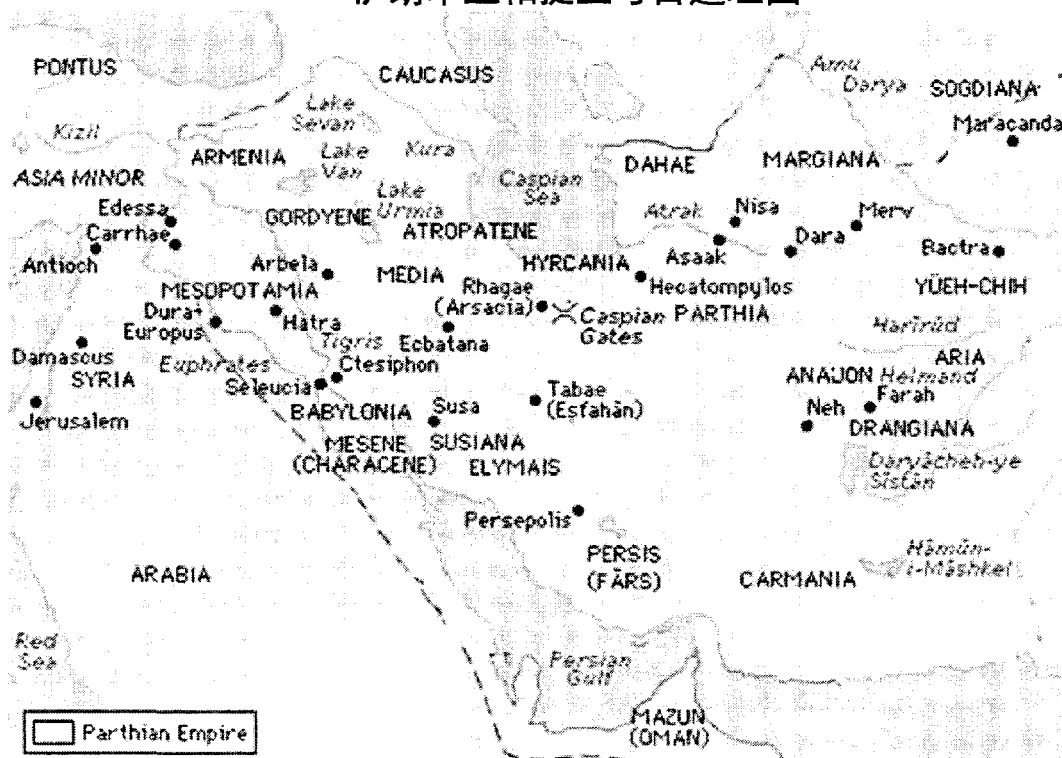 PONTUS
CAUCASUS
Amu
Darya
SOGDIANA
Maracanda
Kizil
Lake
Sevan
ARMENIA
Lake
Van
Kura
DAHAE
MARGIANA
ASIA MINOR
Caspian
Sea
Lake
Urmia
Edessa
GORDYENE
ATROPATENE
Atrak
Nisa
Merv
Carrhae
Antioch
Arbela
MEDIA
HYRCANIA
Asaak
Dara
Bactra
MESOPOTAMIA
Rhagae
(Arsacia)
Hecatompylos
YÜEH-CHIH
Dura-
Europus
Hatra
Caspian
Gates
PARTHIA
Harīrūd
Tigris
Ecbatana
Damascus
Euphrates
Ctesiphon
ARIA
SYRIA
Seleucia
ANAUON
Helmand
Jerusalem
BABYLONIA
Susa
Tabae
(Esfahān)
Neh
Farah
DRANGIANA
MESENE
(CHARACENE)
SUSIANA
ELYMAIS
Daryācheh-ye
Sīstān
Persepolis
ARABIA
PERSIS
(FĀRS)
CARMANIA
Hāmūn-
i-Māshkel
Red
Sea
Persian
Gulf
MAZUN
(OMAN)
Parthian Empire